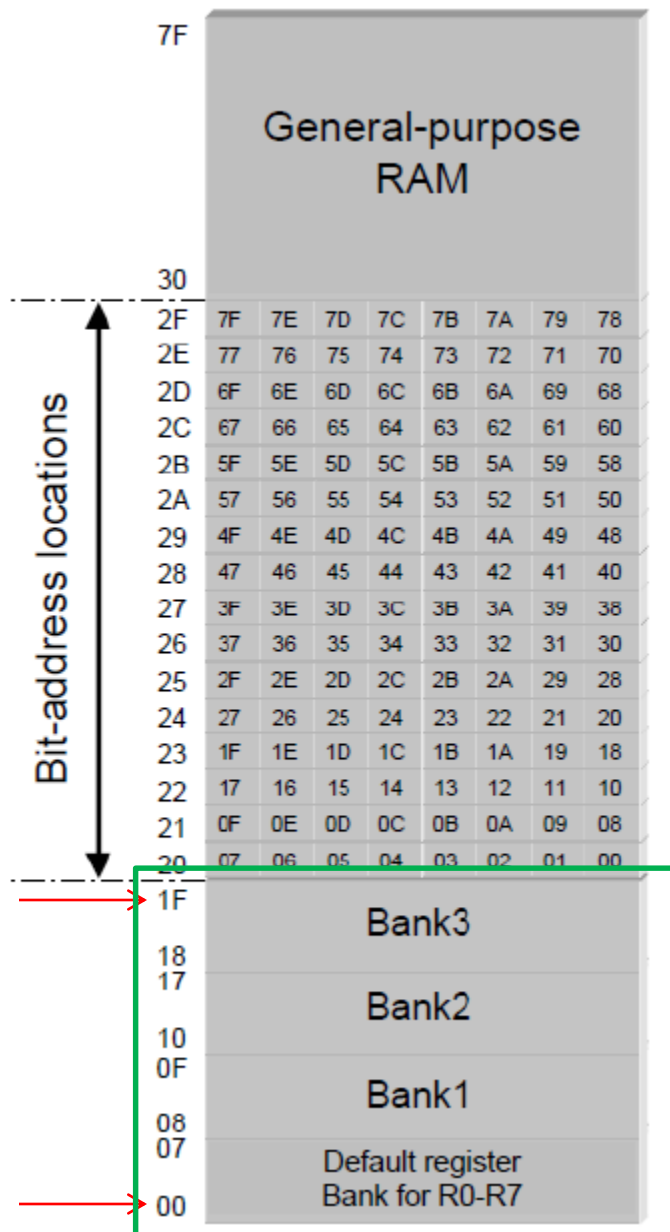 7F
General-purpose
RAM
30
2F 7F 7E 7D 7C 7B 7A 79 78
2E 77 76 75 74 73 72 71 70
2D 6F 6E 6D 6C 6B 6A 69 68
2C 67 66 65 64 63 62 61 60
2B 5F 5E 5D 5C 5B 5A 59 58
2A 57 56 55 54 53 52 51 50
29 4F 4E 4D 4C 4B 4A 49 48
28 47 46 45 44 43 42 41 40
27 3F 3E 3D 3C 3B 3A 39 38
26 37 36 35 34 33 32 31 30
25 2F 2E 2D 2C 2B 2A 29 28
24 27 26 25 24 23 22 21 20
23 1F 1E 1D 1C 1B 1A 19 18
22 17 16 15 14 13 12 11 10
21 0F 0E 0D 0C 0B 0A 09 08
20 07 06 05 04 03 02 01 00
Bit-address locations
1F
Bank3
18
17
Bank2
10
0F
Bank1
08
07
Default register
Bank for R0-R7
00